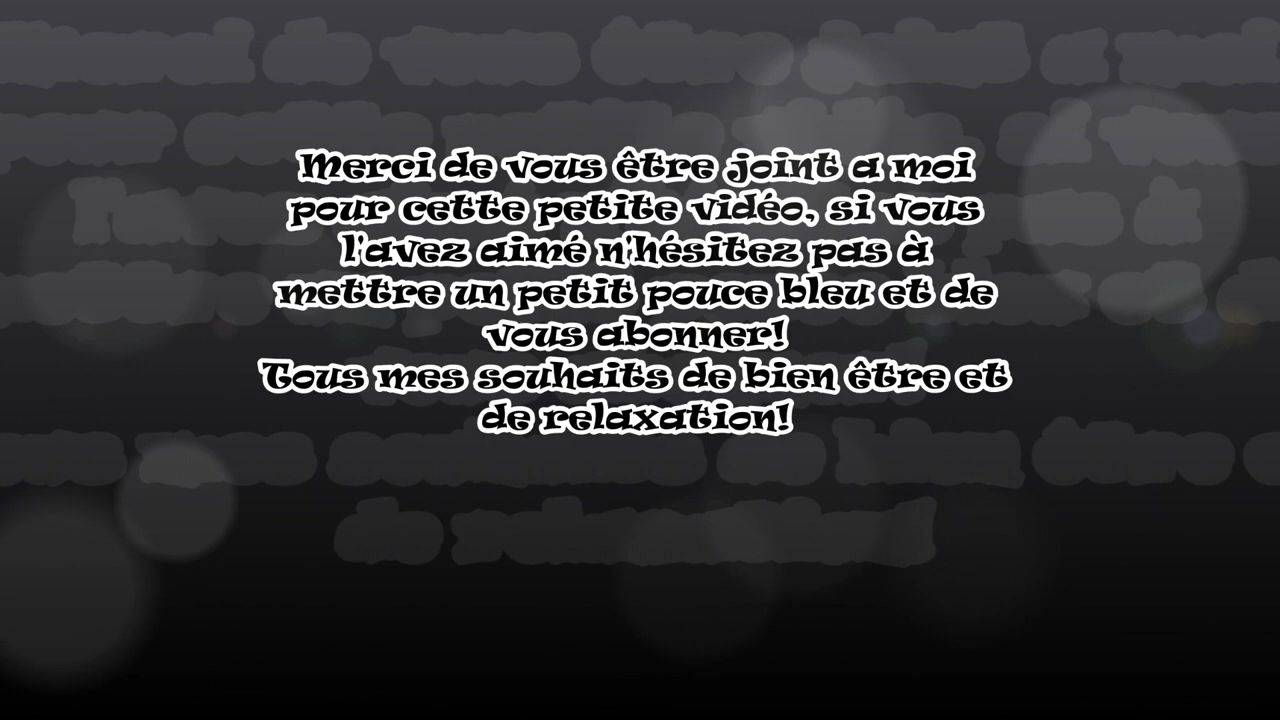 Merci de vous être joint a moi
pour cette petite vidéo, si vous
l'avez aimé n'hésitez pas à
mettre un petit pouce bleu et de
vous abonner!
Tous mes souhaits de bien être et
de relaxation!